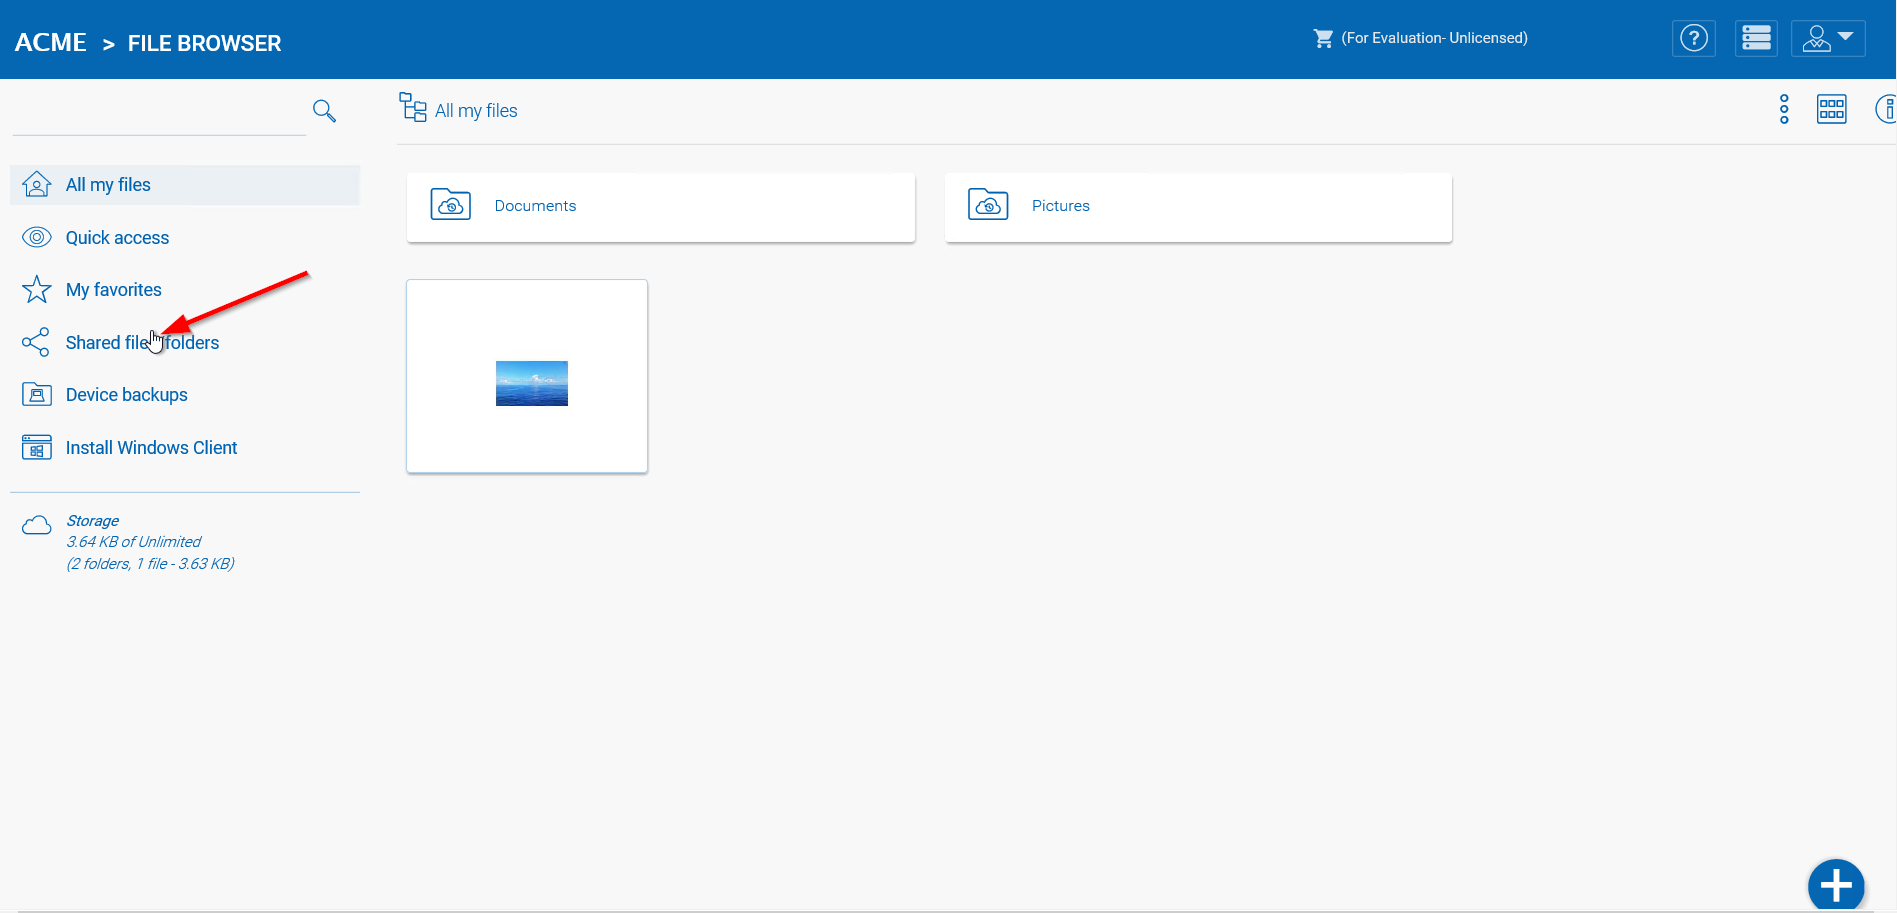 ACME > FILE BROWSER
(For Evaluation- Unlicensed)
All my files
All my files
Quick access
My favorites
Shared file folders
Device backups
Install Windows Client
Storage
3.64 KB of Unlimited
(2 folders, 1 file - 3.63 KB)
Documents
Pictures